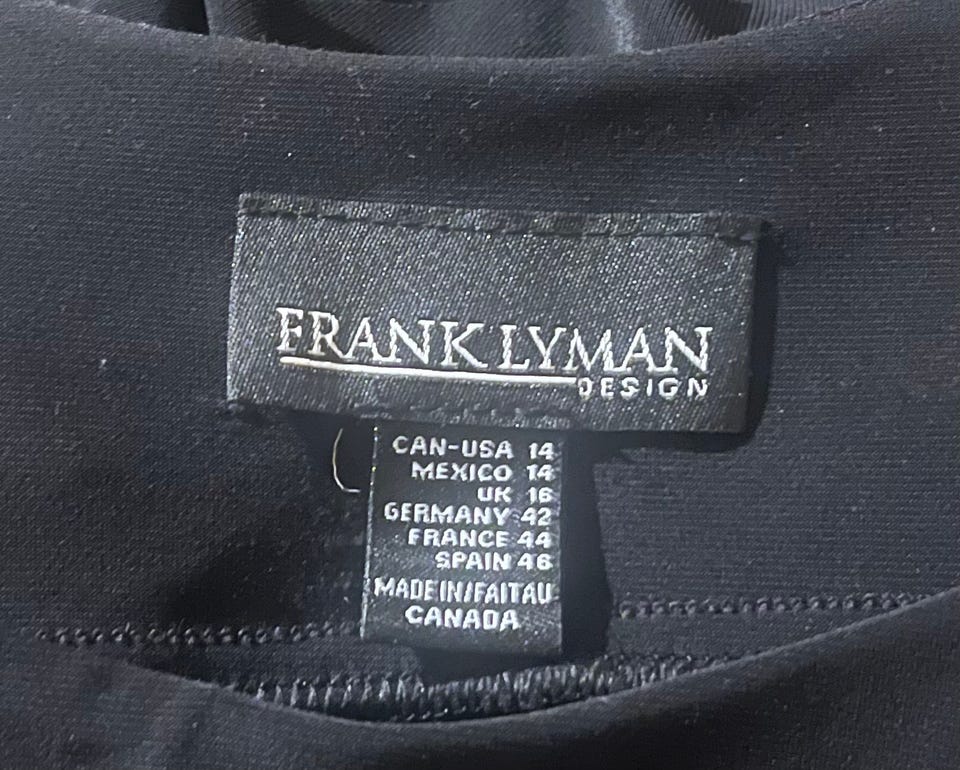 FRANK LYMAN
DESIGN
CAN-USA 14
MEXICO 14
UK 16
GERMANY 42
FRANCE 44
SPAIN 46
MADE IN/FAIT AU
CANADA